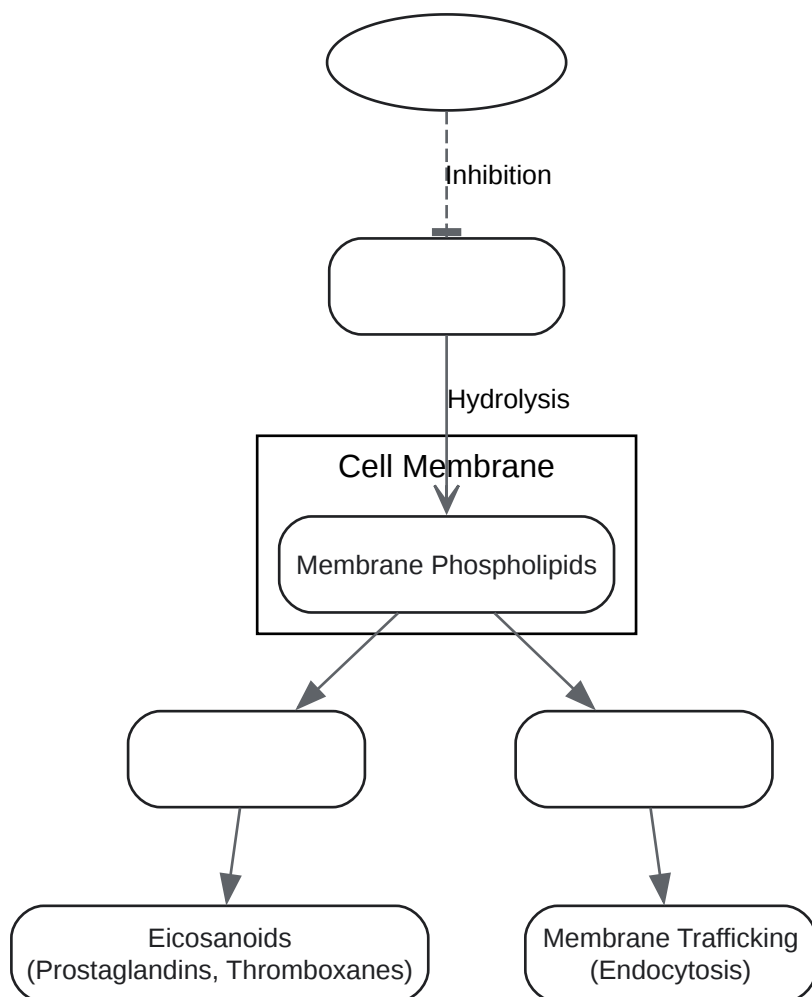 Inhibition
Hydrolysis
Cell Membrane
Membrane Phospholipids
Eicosanoids
(Prostaglandins, Thromboxanes)
Membrane Trafficking
(Endocytosis)